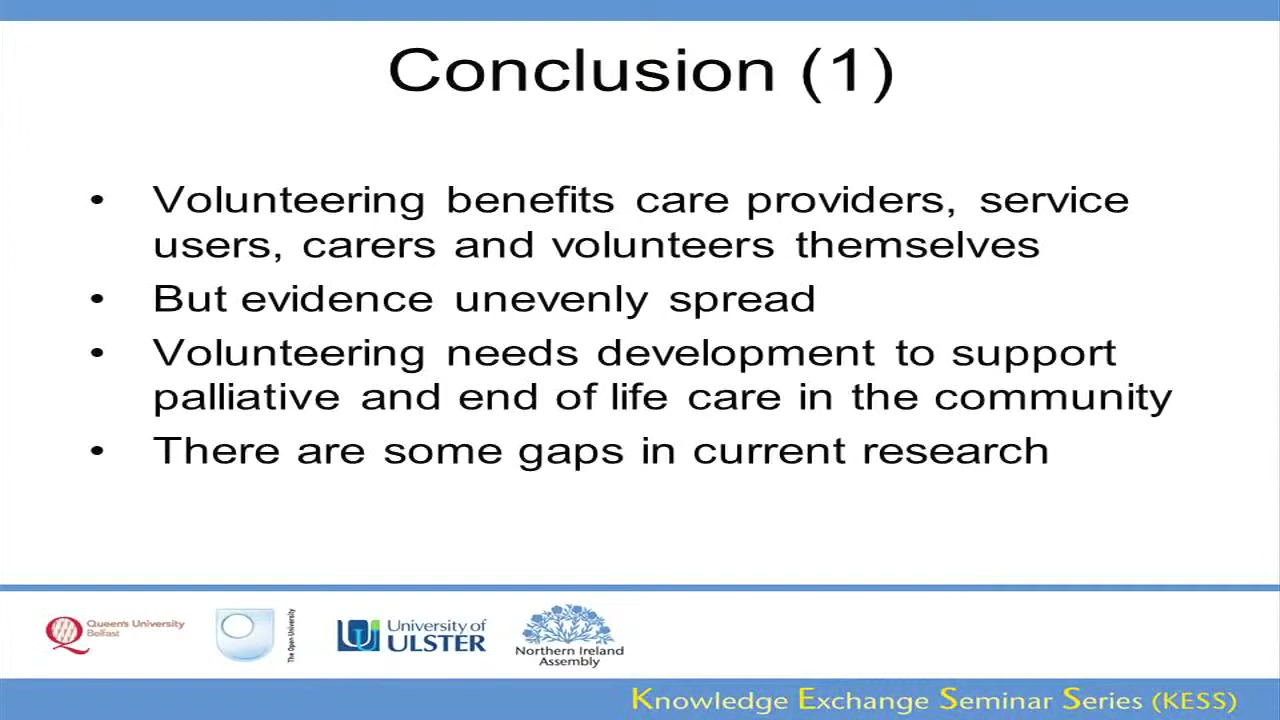 Conclusion (1)
• Volunteering benefits care providers, service
users, carers and volunteers themselves
• But evidence unevenly spread
• Volunteering needs development to support
palliative and end of life care in the community
• There are some gaps in current research
Queen's University
Belfast
The Open University
University of
ULSTER
Northern Ireland
Assembly
Knowledge Exchange Seminar Series (KESS)